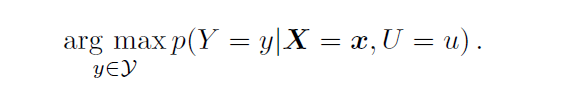 arg max p(Y = y|X = x, U = u) .
y∈𝒴